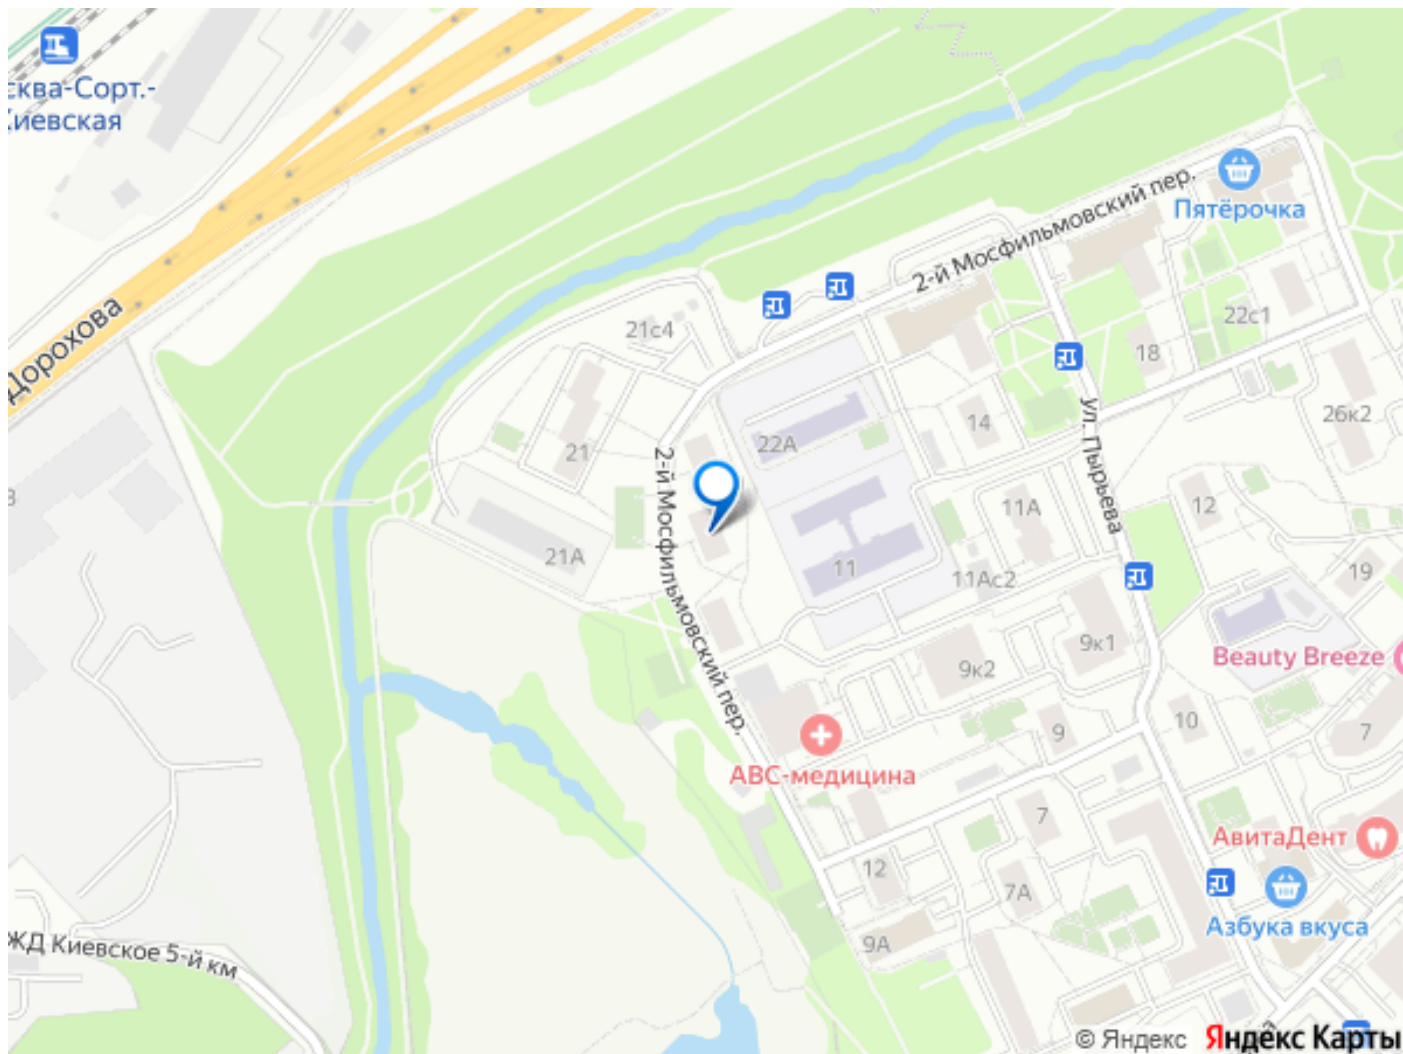 сква-Сорт.-
Киевская
Дорохова
2-й Мосфильмовский пер.
Пятёрочка
21с4
22с1
18
26к2
14
22А
21
2-й Мосфильмовский пер.
ул. Пырьева
12
11А
21А
11
11Ас2
19
9к1
9к2
Beauty Breeze
10
9
7
АВС-медицина
7
АвитаДент
12
7А
Азбука вкуса
9А
ЖД Киевское 5-й км
© Яндекс Яндекс Карты